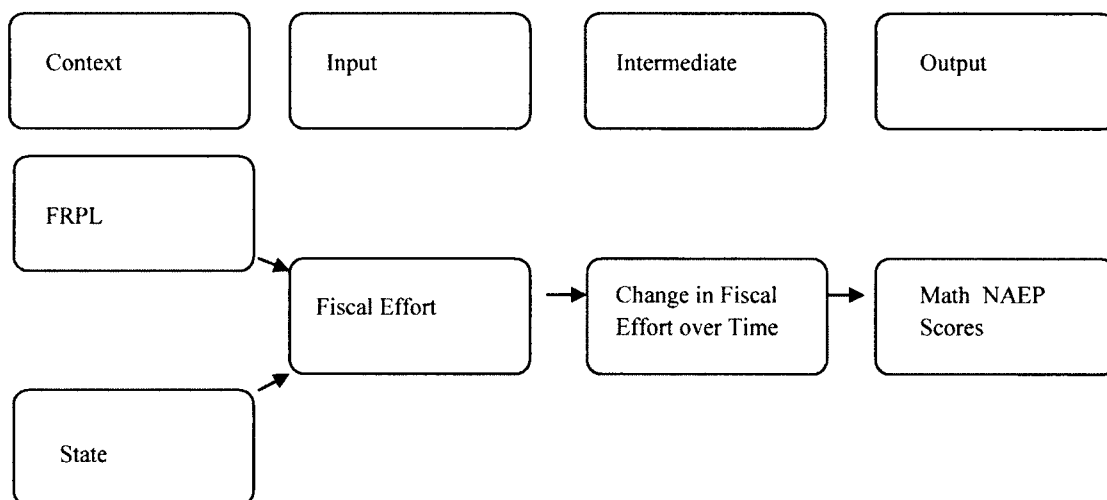 Context
Input
Intermediate
Output
FRPL
Fiscal Effort
Change in Fiscal
Effort over Time
Math NAEP
Scores
State